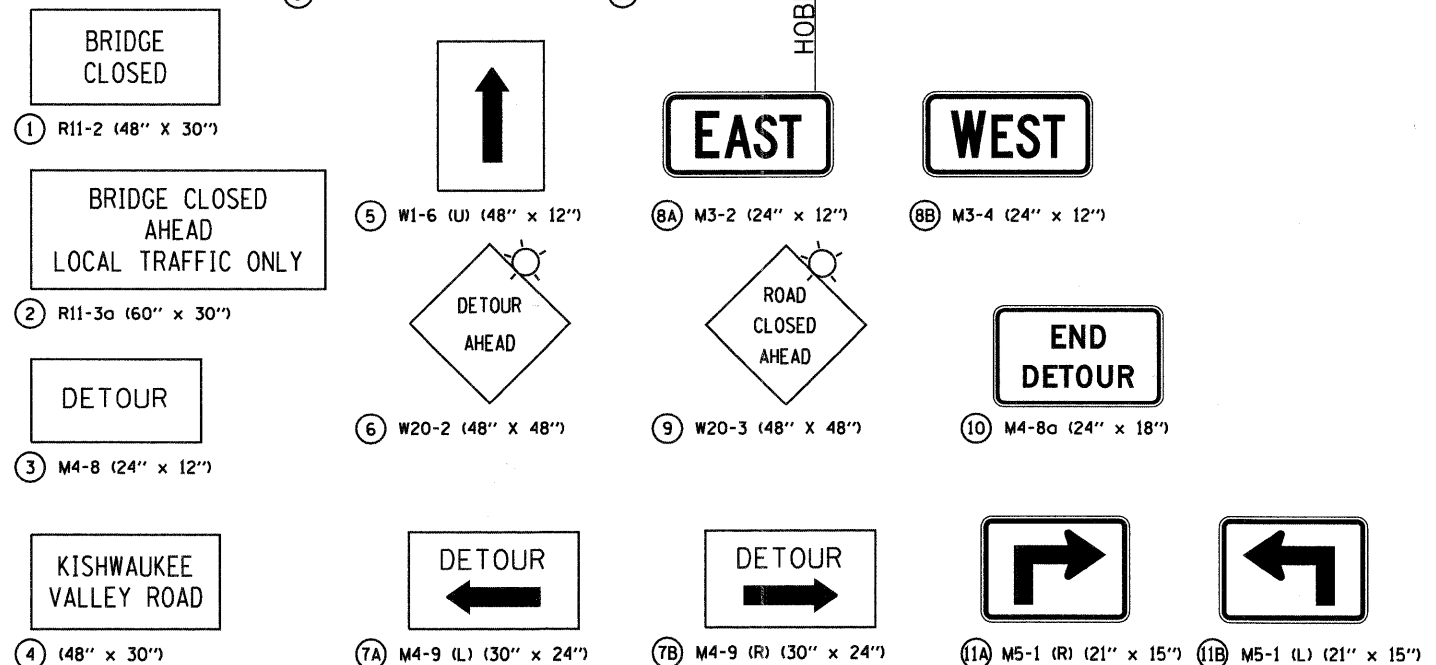 HOB
BRIDGE
CLOSED
1 R11-2 (48" X 30")
BRIDGE CLOSED
AHEAD
LOCAL TRAFFIC ONLY
2 R11-3a (60" x 30")
DETOUR
3 M4-8 (24" x 12")
KISHWAUKEE
VALLEY ROAD
4 (48" x 30")
5 W1-6 (U) (48" x 12")
DETOUR
AHEAD
6 W20-2 (48" X 48")
DETOUR
7A M4-9 (L) (30" x 24")
EAST
8A M3-2 (24" x 12")
ROAD
CLOSED
AHEAD
9 W20-3 (48" X 48")
DETOUR
7B M4-9 (R) (30" x 24")
WEST
8B M3-4 (24" x 12")
END
DETOUR
10 M4-8a (24" x 18")
11A M5-1 (R) (21" x 15")
11B M5-1 (L) (21" x 15")